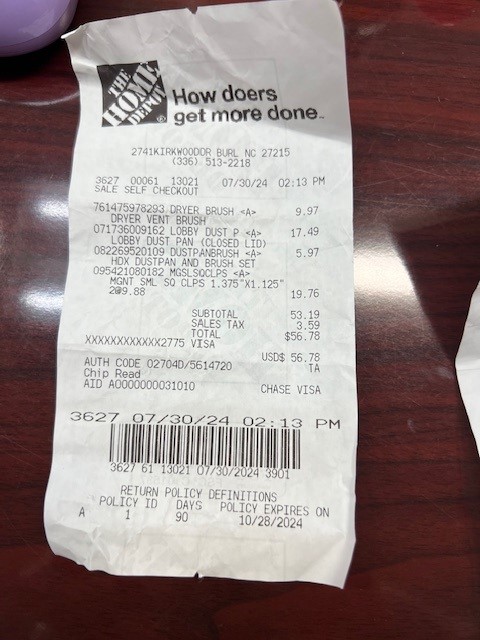 THE
HOME
DEPOT
®
How doers
get more done™
2741KIRKWOODDR BURL NC 27215
(336) 513-2218
3627 00061 13021 07/30/24 02:13 PM
SALE SELF CHECKOUT
761475978293 DRYER BRUSH <A> 9.97
DRYER VENT BRUSH
071736009162 LOBBY DUST P <A> 17.49
LOBBY DUST PAN (CLOSED LID)
082269520109 DUSTPANBRUSH <A> 5.97
HDX DUSTPAN AND BRUSH SET
095421080182 MGSLSQCLPS <A>
MGNT SML SQ CLPS 1.375"X1.125"
2@9.88 19.76
SUBTOTAL 53.19
SALES TAX 3.59
TOTAL $56.78
XXXXXXXXXXXX2775 VISA
USD$ 56.78
AUTH CODE 02704D/5614720 TA
Chip Read
AID A0000000031010 CHASE VISA
3627 07/30/24 02:13 PM
3627 61 13021 07/30/2024 3901
RETURN POLICY DEFINITIONS
POLICY ID DAYS POLICY EXPIRES ON
A 1 90 10/28/2024